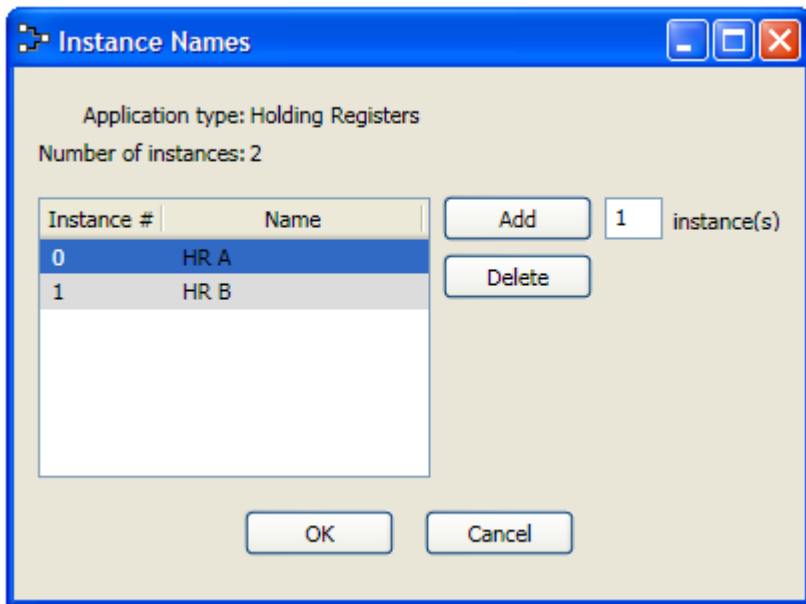 Instance Names
Application type: Holding Registers
Number of instances: 2
Instance # Name
0 HR A
1 HR B
Add 1 instance(s)
Delete
OK Cancel